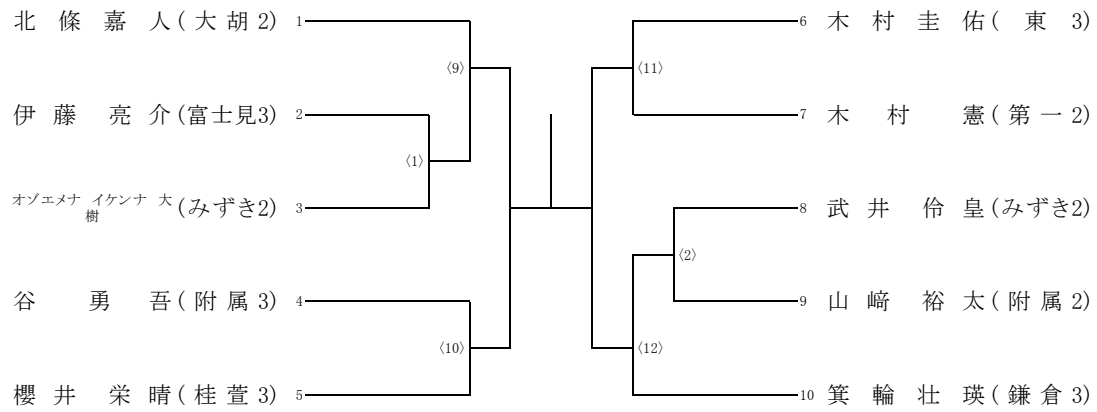 北條嘉人(大胡2) 1
〈9〉
伊藤亮介(富士見3) 2
〈1〉
オゾエメナ イケンナ 大樹(みずき2) 3
谷勇吾(附属3) 4
〈10〉
櫻井栄晴(桂萱3) 5
6 木村圭佑(東3)
〈11〉
7 木村憲(第一2)
8 武井伶皇(みずき2)
〈2〉
9 山﨑裕太(附属2)
〈12〉
10 箕輪壮瑛(鎌倉3)